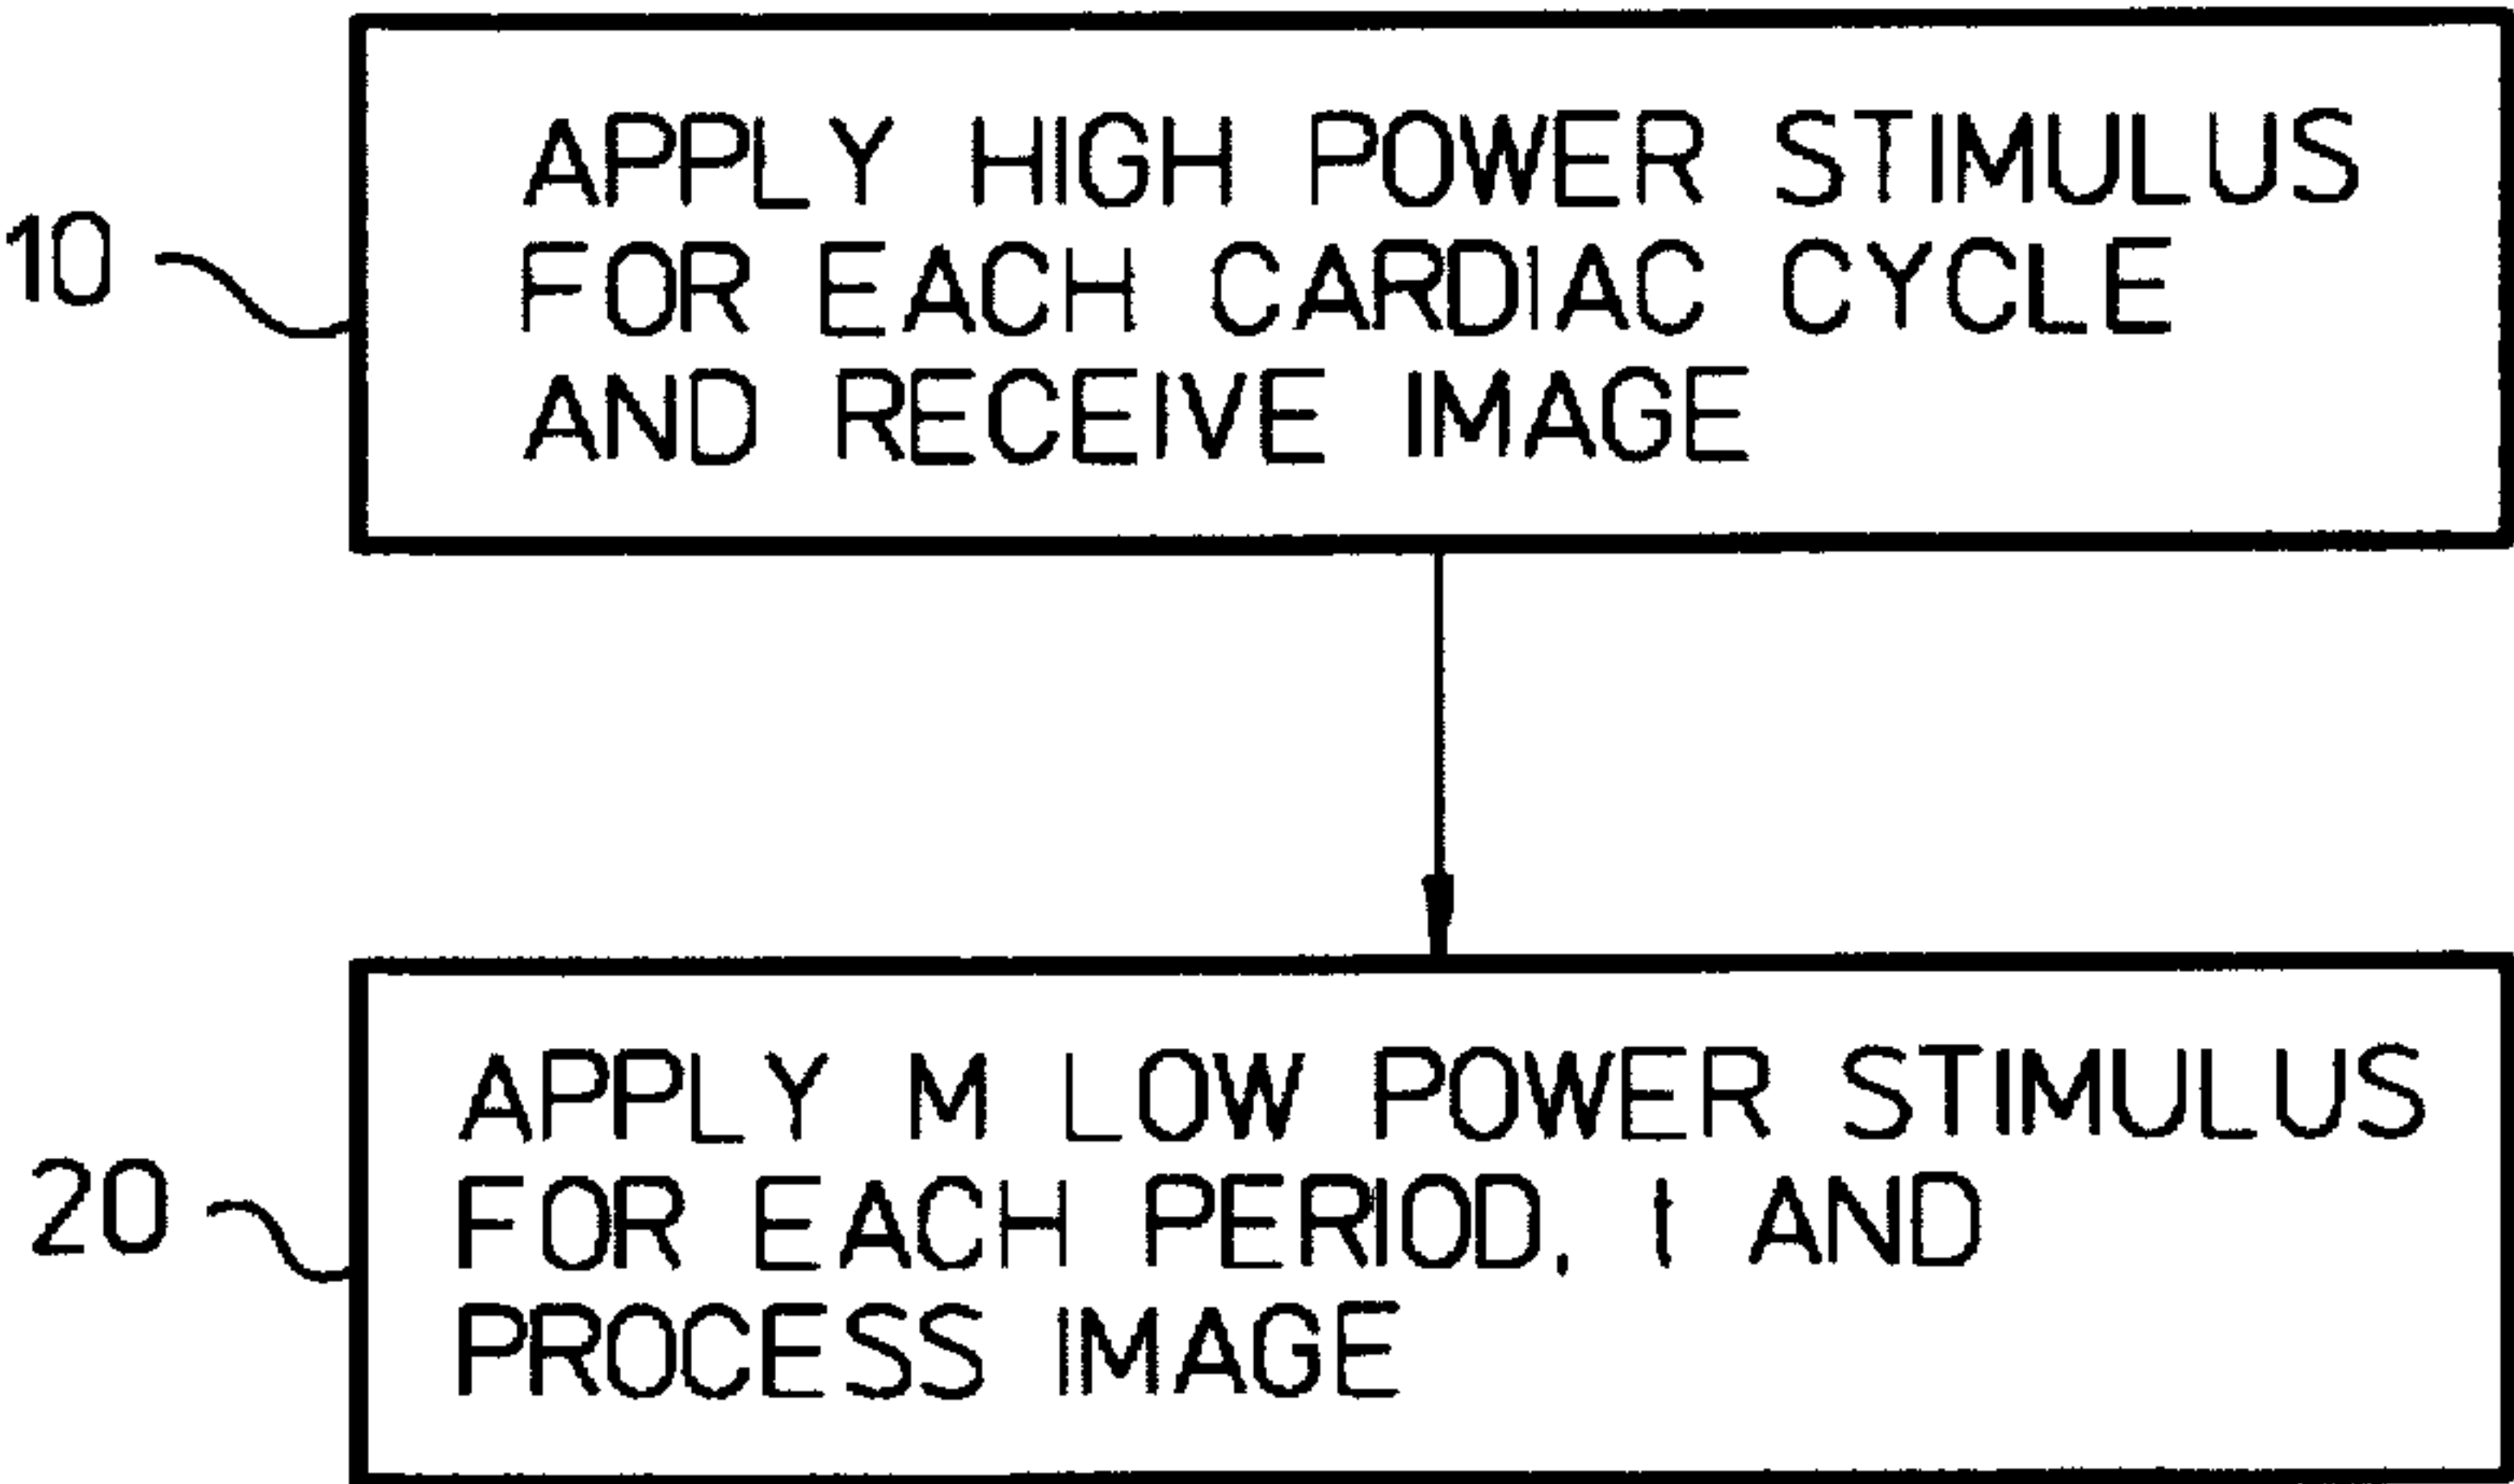 APPLY HIGH POWER STIMULUS
10
FOR EACH CARDIAC CYCLE
AND RECEIVE IMAGE
APPLY M LOW POWER STIMULUS
20
FOR EACH PERIOD, t AND
PROCESS IMAGE